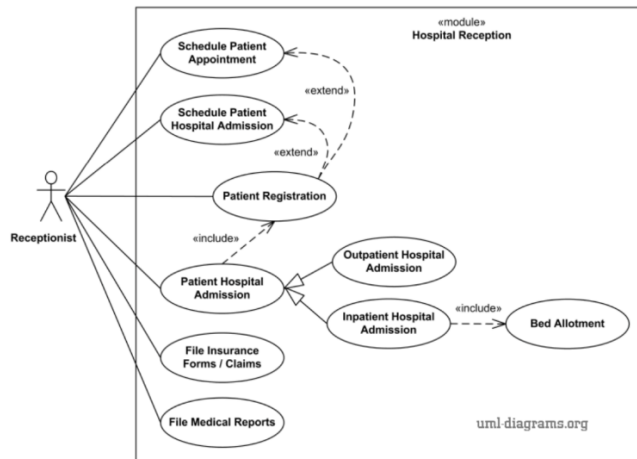 «module»
Hospital Reception
Schedule Patient
Appointment
«extend»
Schedule Patient
Hospital Admission
«extend»
Patient Registration
Receptionist
«include»
Outpatient Hospital
Admission
Patient Hospital
Admission
Inpatient Hospital
Admission
«include»
Bed Allotment
File Insurance
Forms / Claims
File Medical Reports
uml-diagrams.org